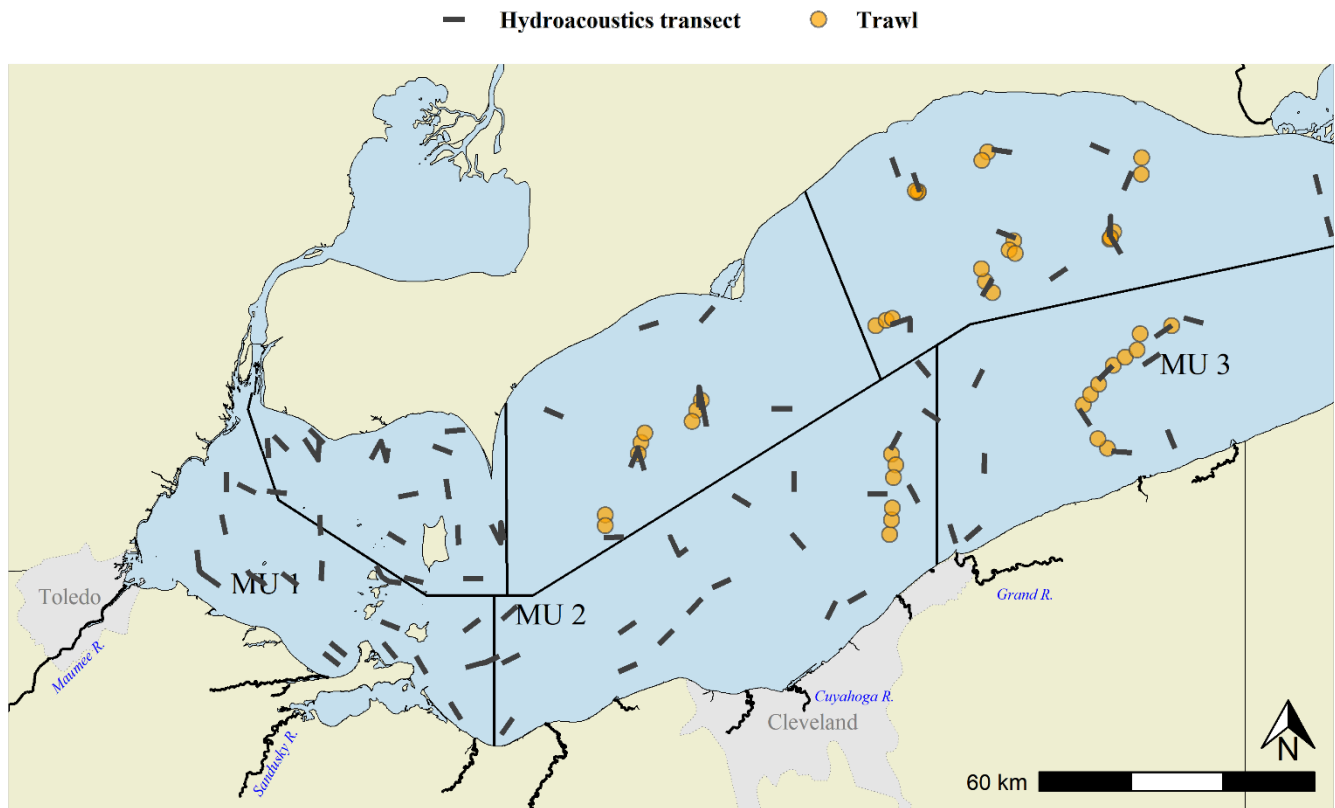 Hydroacoustics transect
Trawl
MU 3
MU 1
Toledo
MU 2
Grand R.
Maumee R.
Cuyahoga R.
Cleveland
Sandusky R.
N
60 km